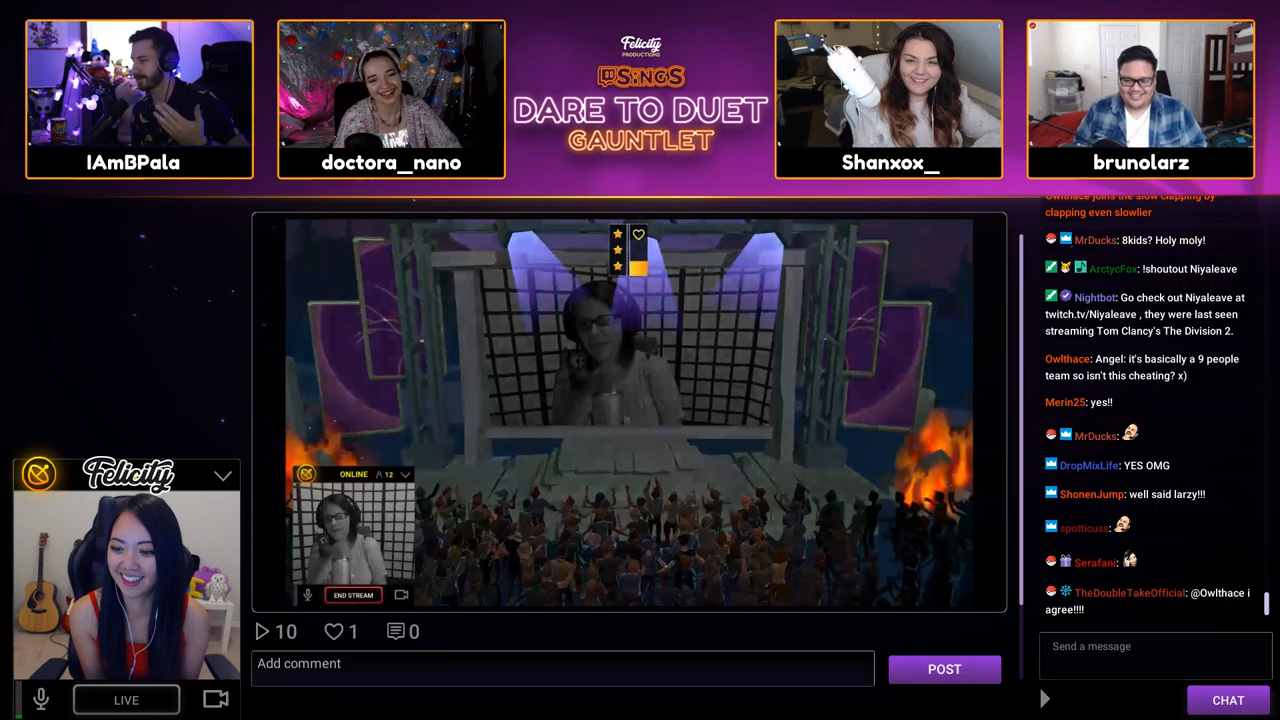 IAmBPala
doctora_nano
Felicity
PRODUCTIONS
SINGS
DARE TO DUET
GAUNTLET
Shanxox_
brunolarz
Owlthace joins the slow clapping by
clapping even slowlier
MrDucks: 8kids? Holy moly!
ArctycFox: !shoutout Niyaleave
Nightbot: Go check out Niyaleave at
twitch.tv/Niyaleave , they were last seen
streaming Tom Clancy's The Division 2.
Owlthace: Angel: it's basically a 9 people
team so isn't this cheating? x)
Merin25: yes!!
MrDucks:
DropMixLife: YES OMG
ShonenJump: well said larzy!!!
spotticuss:
Serafani:
TheDoubleTakeOfficial: @Owlthace i
agree!!!!
Send a message
CHAT
ONLINE 12
END STREAM
10 1 0
Add comment
POST
Felicity
LIVE